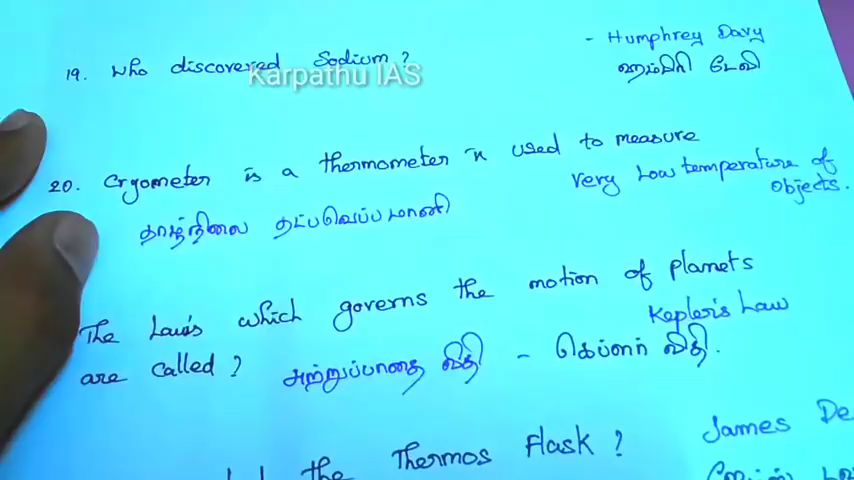 19. Who discovered Sodium? - Humphrey Davy
ஹம்பிரி டேவி
Karpathu IAS
20. Cryometer is a thermometer is used to measure
very Low temperature of
objects.
தாழ்நிலை தட்பவெப்பமானி
The Laws which governs the motion of planets
are called? Kepler's Law
சுற்றுப்பாதை விதி - கெப்ளர் விதி.
the Thermos Flask? James De